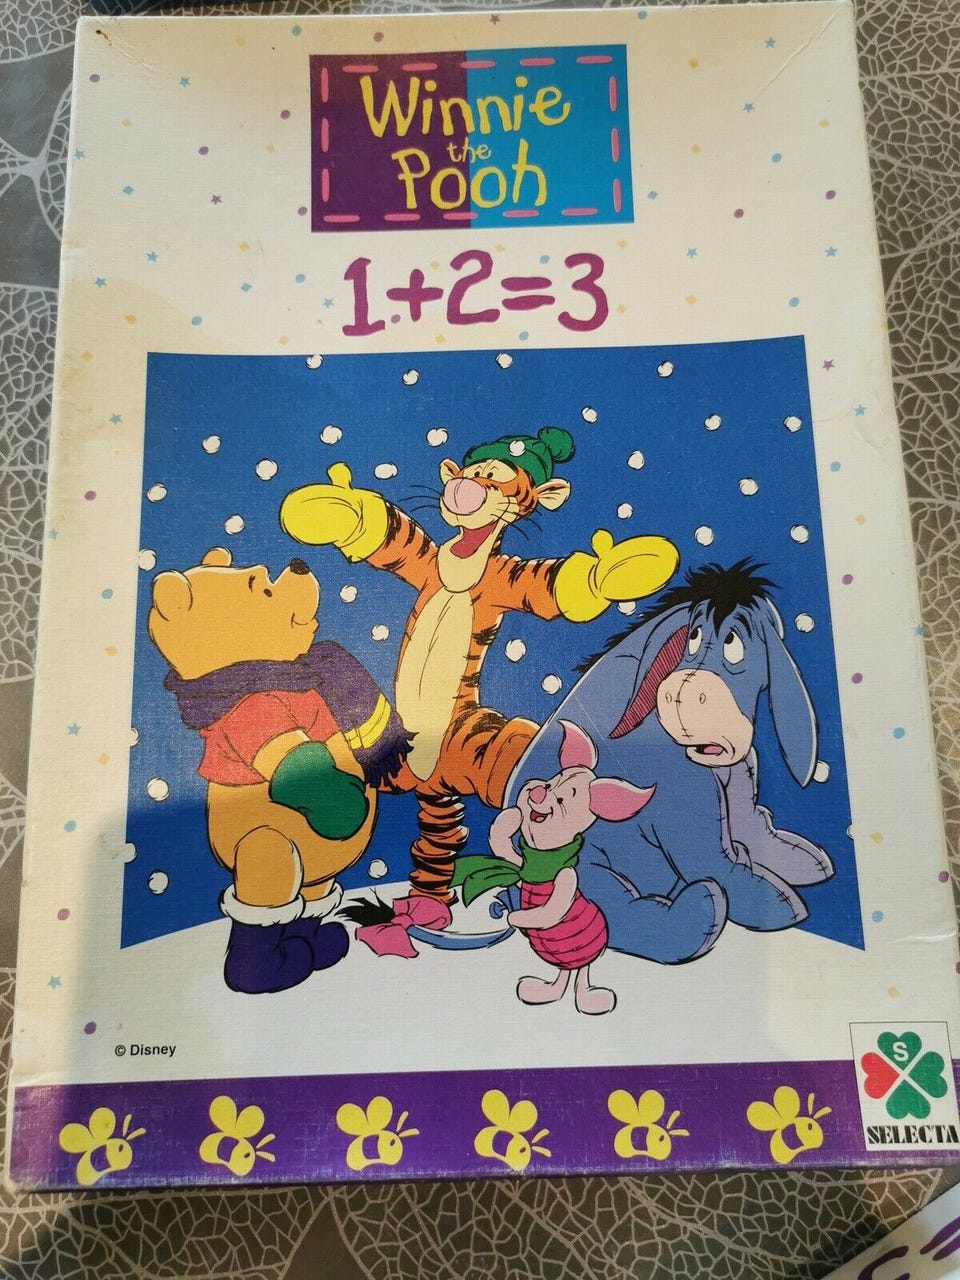 Winnie
the
Pooh
1+2=3
© Disney
S
SELECTA